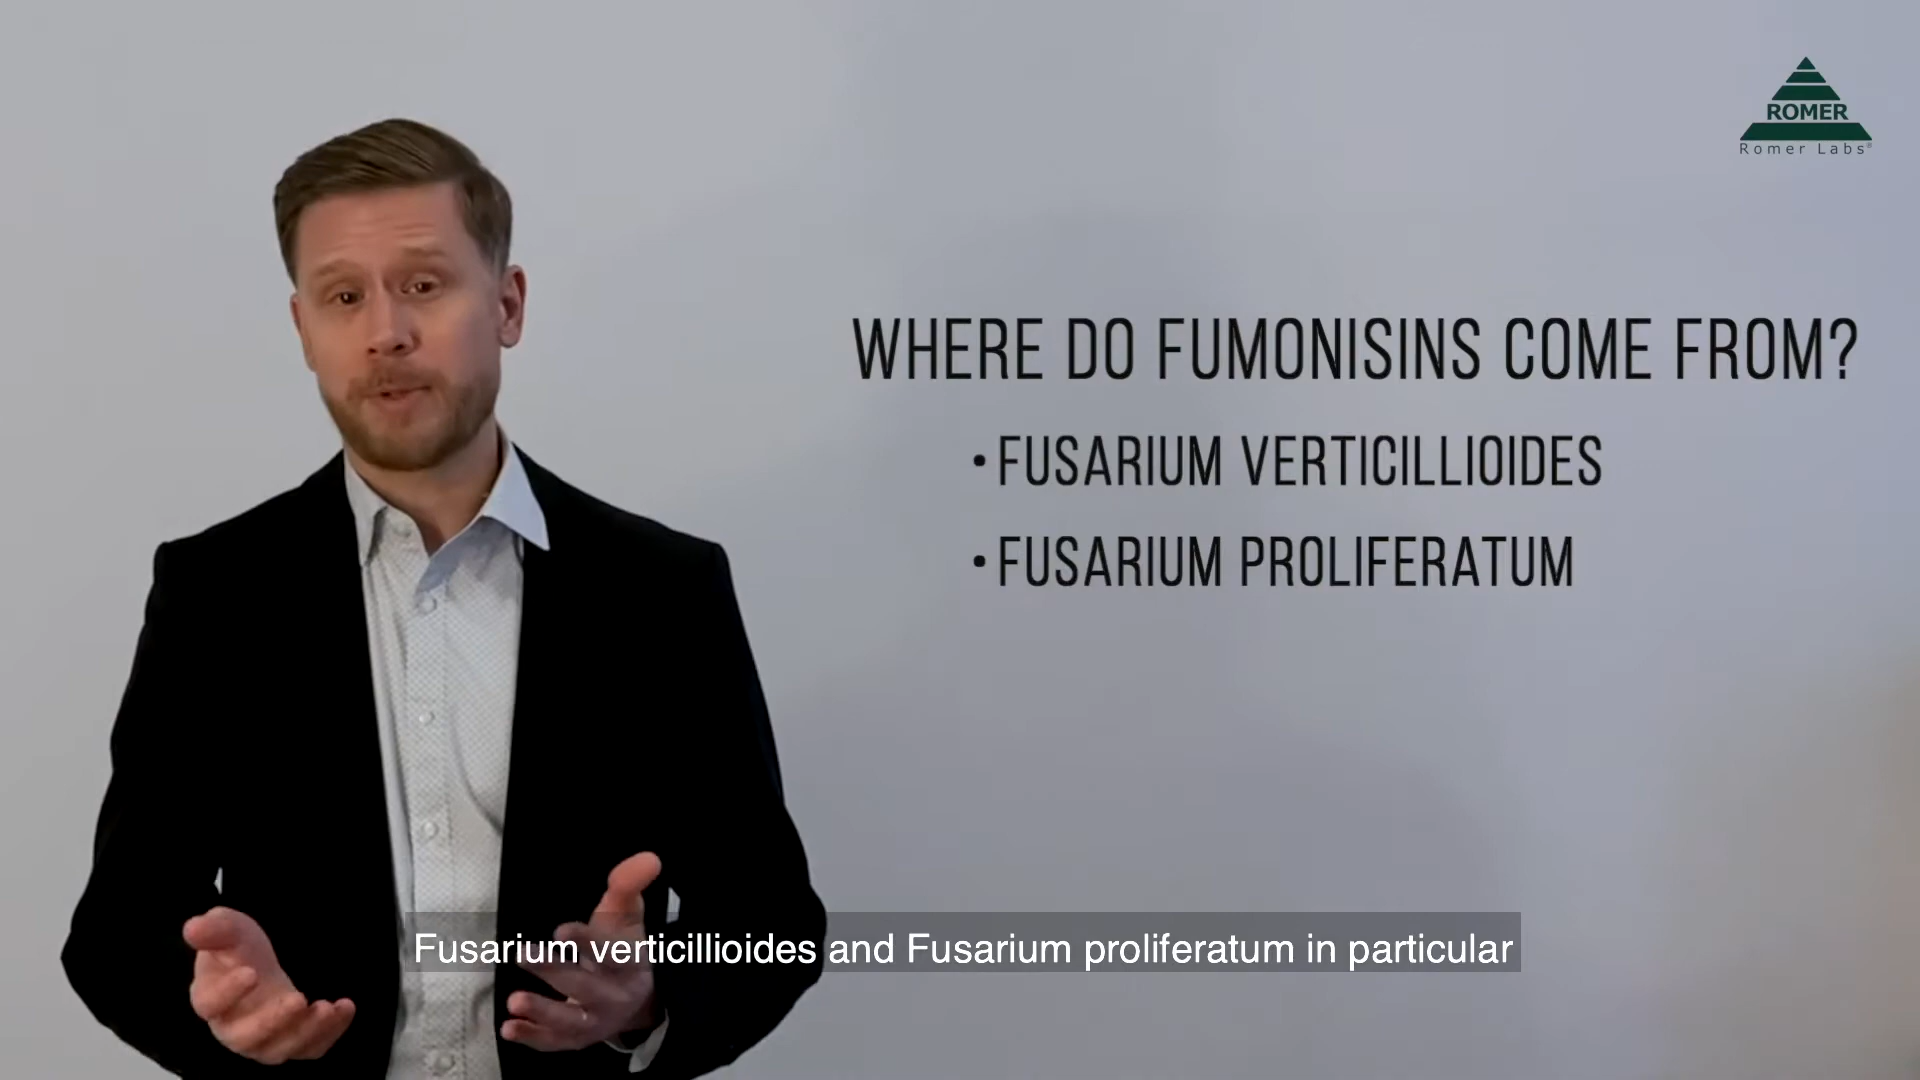 ROMER
Romer Labs®
WHERE DO FUMONISINS COME FROM?
• FUSARIUM VERTICILLIOIDES
• FUSARIUM PROLIFERATUM
Fusarium verticillioides and Fusarium proliferatum in particular